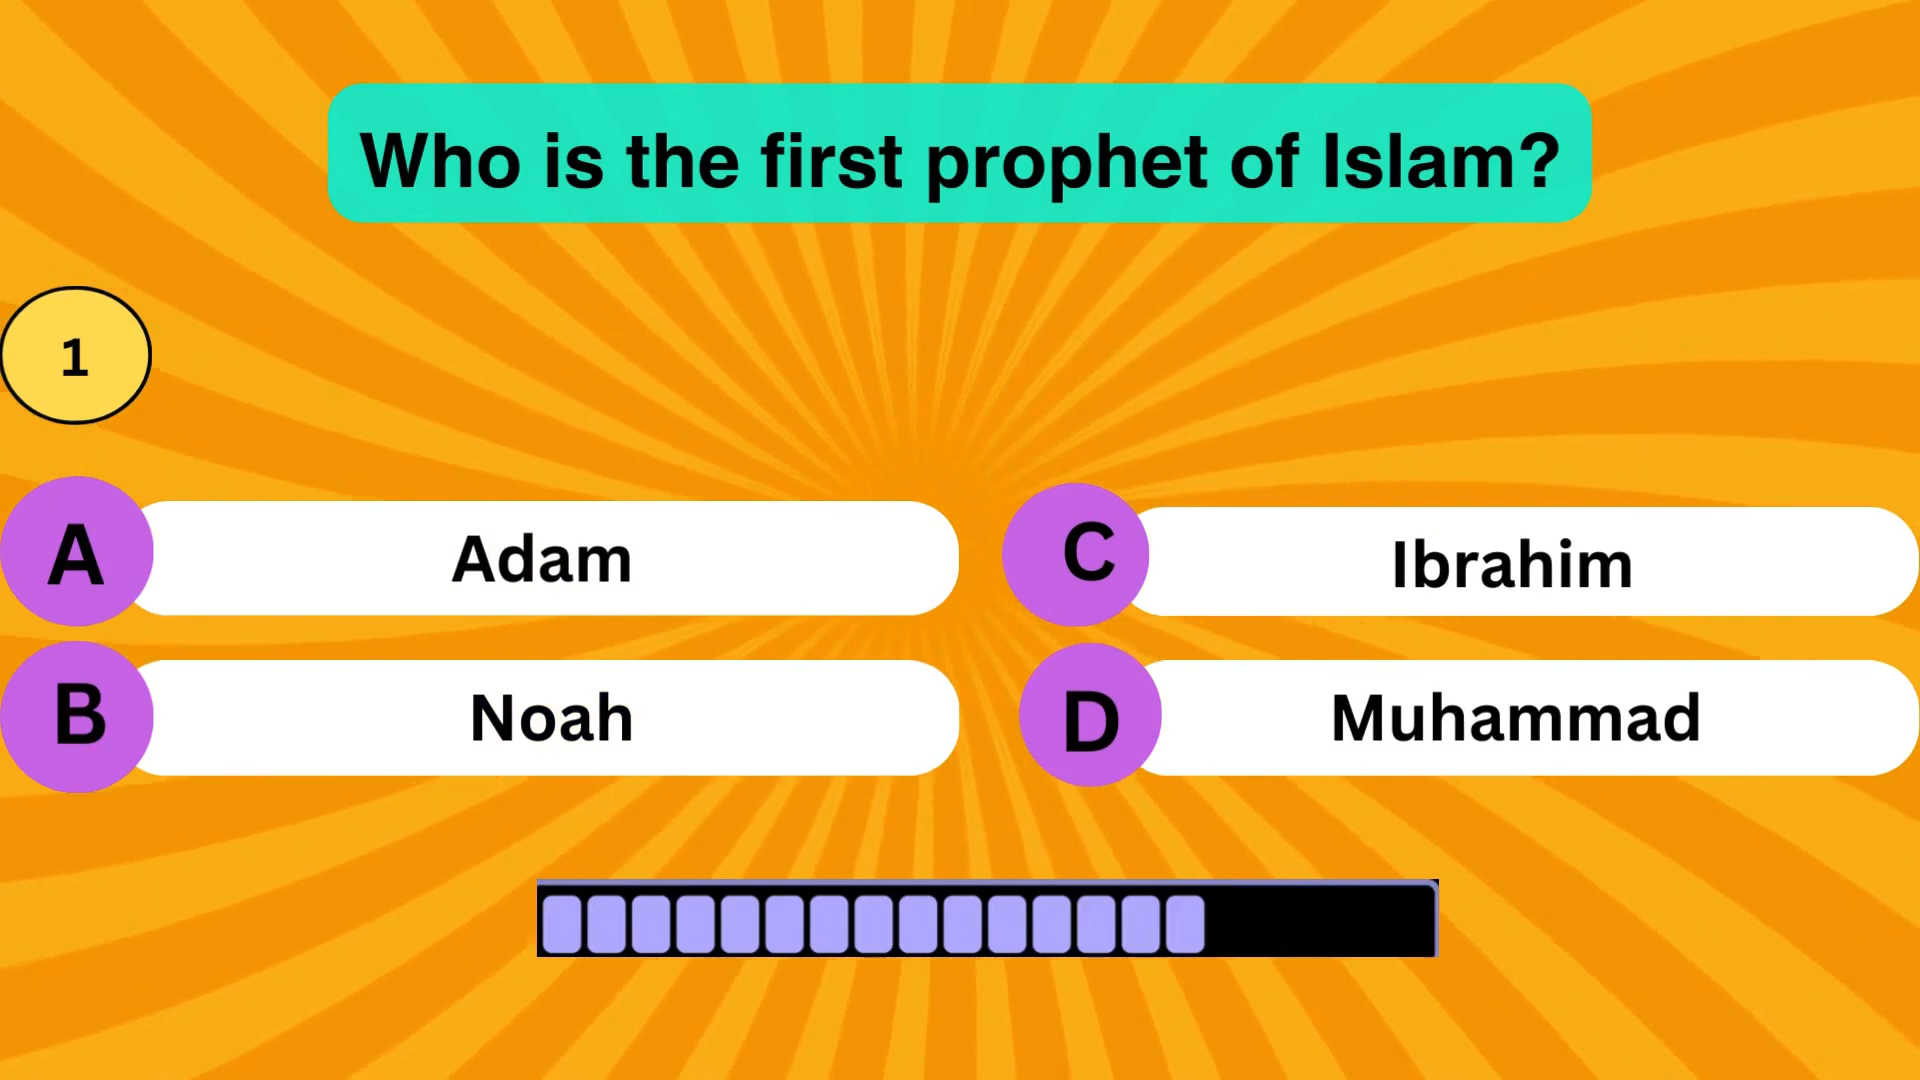 Who is the first prophet of Islam?
1
A Adam
B Noah
C Ibrahim
D Muhammad